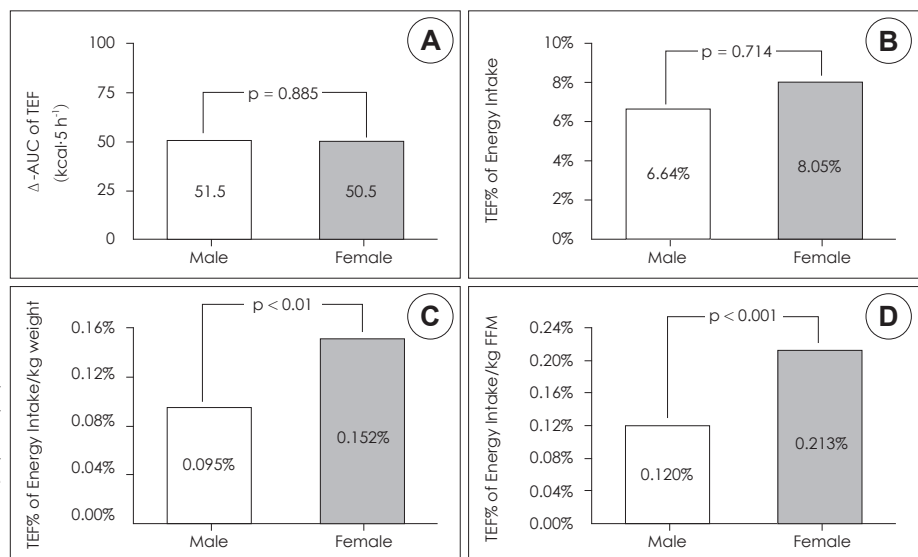 A
Δ-AUC of TEF
(kcal·5 h⁻¹)
100
75
50
25
0
p = 0.885
51.5
50.5
Male
Female
B
TEF% of Energy Intake
10%
8%
6%
4%
2%
0%
p = 0.714
6.64%
8.05%
Male
Female
C
TEF% of Energy Intake/kg weight
0.16%
0.12%
0.08%
0.04%
0.00%
p < 0.01
0.095%
0.152%
Male
Female
D
TEF% of Energy Intake/kg FFM
0.24%
0.20%
0.16%
0.12%
0.08%
0.04%
0.00%
p < 0.001
0.120%
0.213%
Male
Female